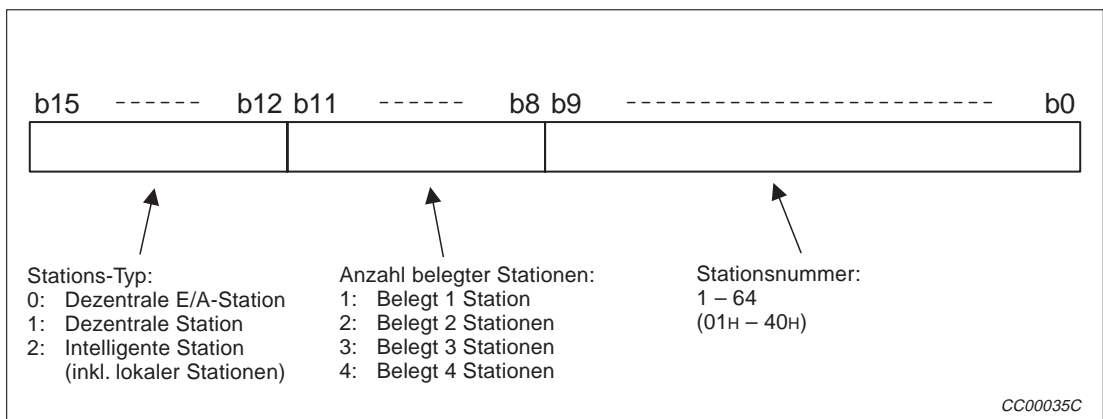 b15 ------ b12 b11 ------ b8 b9 ------------------------ b0
Stations-Typ:
0: Dezentrale E/A-Station
1: Dezentrale Station
2: Intelligente Station
(inkl. lokaler Stationen)
Anzahl belegter Stationen:
1: Belegt 1 Station
2: Belegt 2 Stationen
3: Belegt 3 Stationen
4: Belegt 4 Stationen
Stationsnummer:
1 – 64
(01H – 40H)
CC00035C